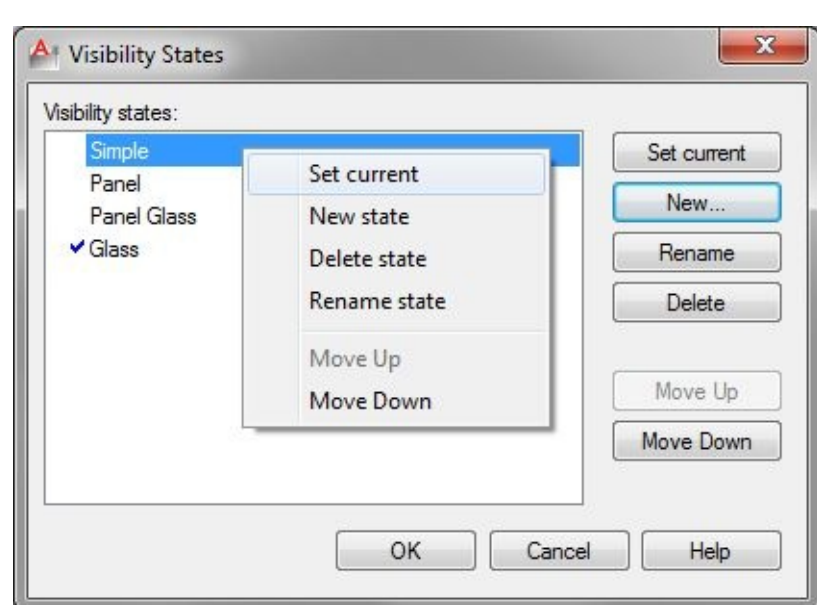 Visibility States
Visibility states:
Simple
Panel
Panel Glass
Glass
Set current
New state
Delete state
Rename state
Move Up
Move Down
Set current
New...
Rename
Delete
Move Up
Move Down
OK
Cancel
Help